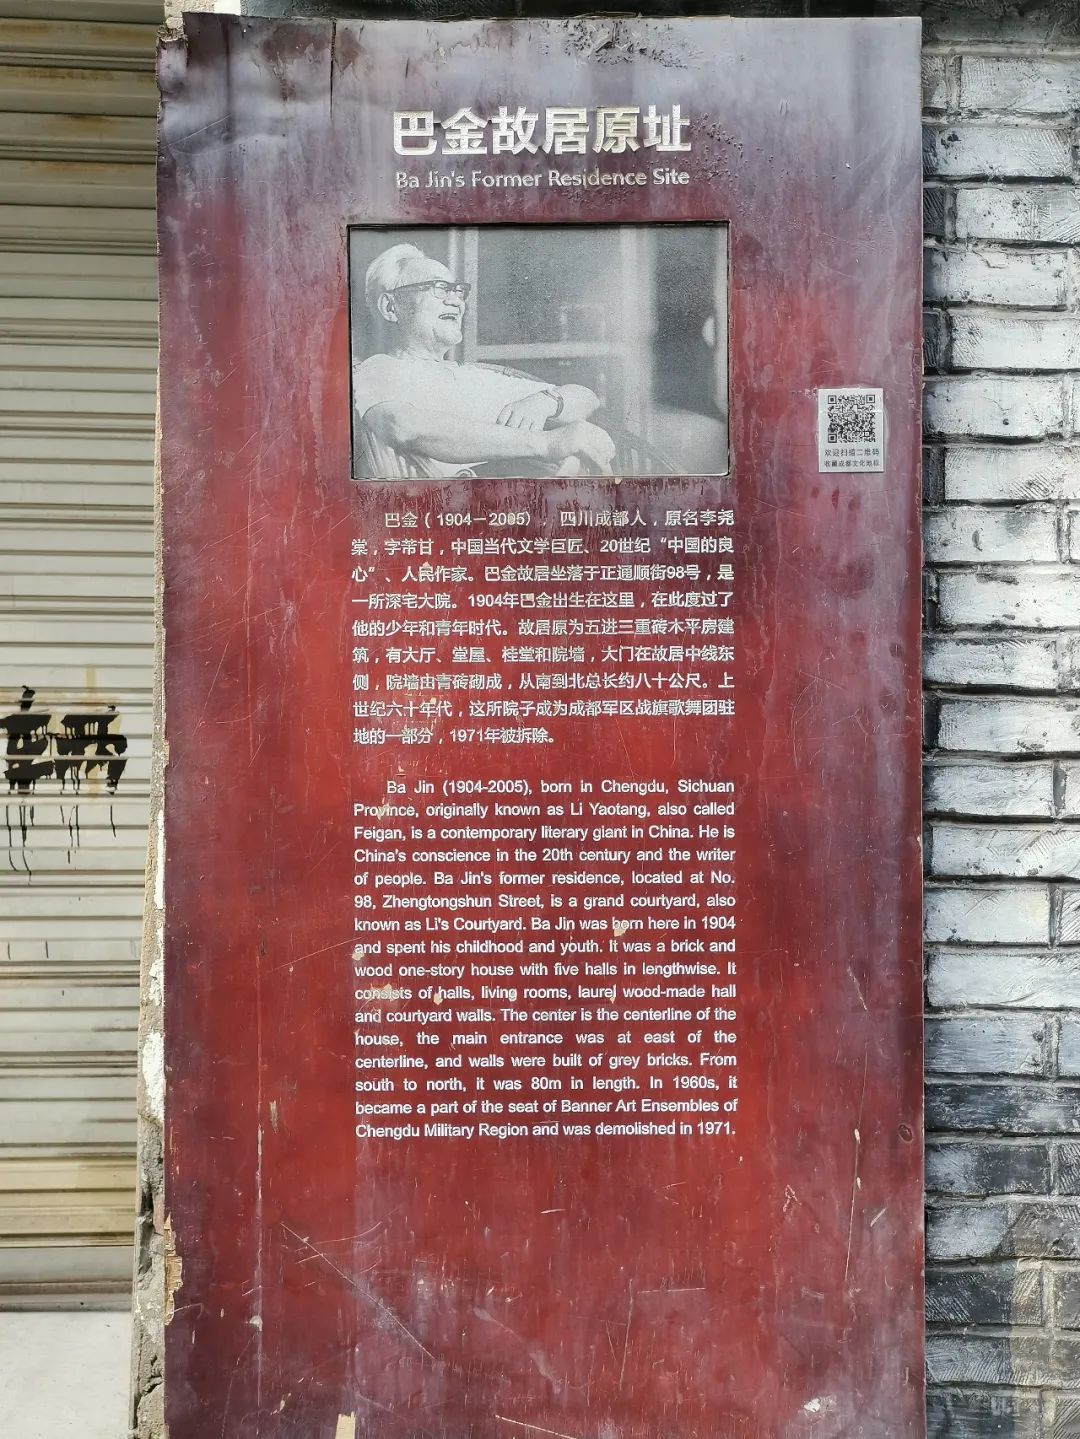 巴金故居原址
Ba Jin's Former Residence Site
欢迎扫描二维码
收藏成都文化地标
巴金（1904－2005），四川成都人，原名李尧
棠，字芾甘，中国当代文学巨匠、20世纪“中国的良
心”、人民作家。巴金故居坐落于正通顺街98号，是
一所深宅大院。1904年巴金出生在这里，在此度过了
他的少年和青年时代。故居原为五进三重砖木平房建
筑，有大厅、堂屋、桂堂和院墙，大门在故居中线东
侧，院墙由青砖砌成，从南到北总长约八十公尺。上
世纪六十年代，这所院子成为成都军区战旗歌舞团驻
地的一部分，1971年被拆除。
Ba Jin (1904-2005), born in Chengdu, Sichuan
Province, originally known as Li Yaotang, also called
Feigan, is a contemporary literary giant in China. He is
China's conscience in the 20th century and the writer
of people. Ba Jin's former residence, located at No.
98, Zhengtongshun Street, is a grand courtyard, also
known as Li's Courtyard. Ba Jin was born here in 1904
and spent his childhood and youth. It was a brick and
wood one-story house with five halls in lengthwise. It
consists of halls, living rooms, laurel wood-made hall
and courtyard walls. The center is the centerline of the
house, the main entrance was at east of the
centerline, and walls were built of grey bricks. From
south to north, it was 80m in length. In 1960s, it
became a part of the seat of Banner Art Ensembles of
Chengdu Military Region and was demolished in 1971.